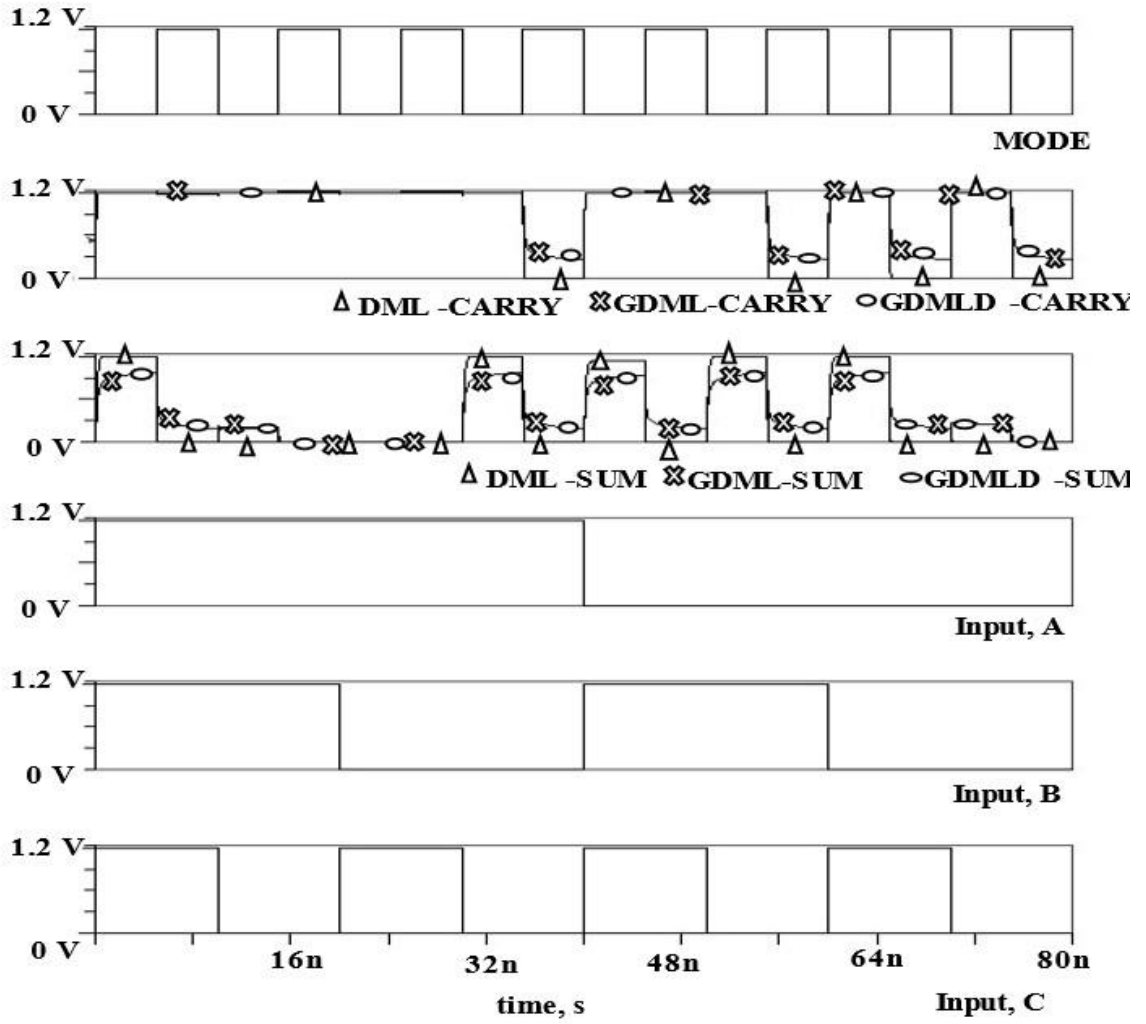 1.2 V
0 V
MODE
1.2 V
0 V
DML -CARRY GDML-CARRY GDMLD -CARRY
1.2 V
0 V
DML -SUM GDML-SUM GDMLD -SUM
1.2 V
0 V
Input, A
1.2 V
0 V
Input, B
1.2 V
0 V
16n 32n 48n 64n 80n
time, s
Input, C